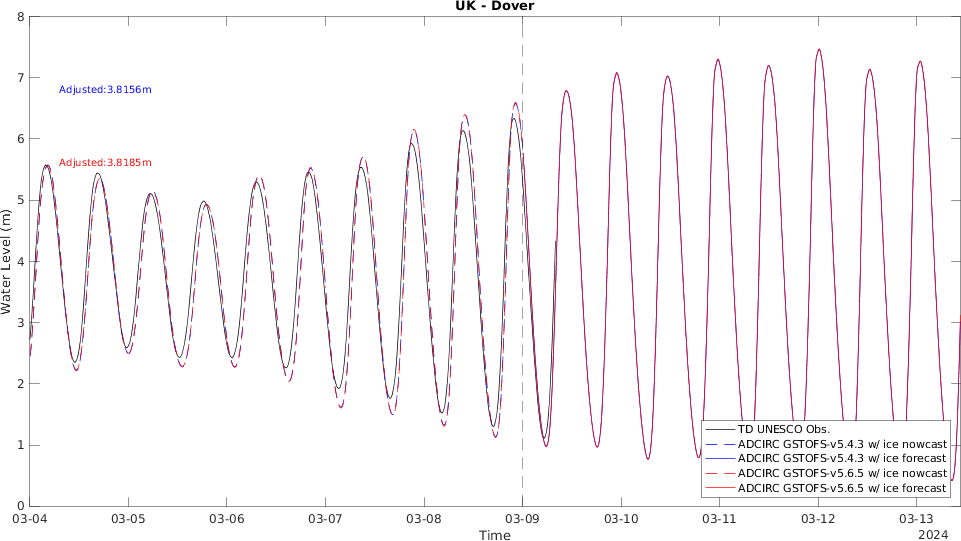 UK - Dover
8
7
6
5
4
3
2
1
0
Water Level (m)
Adjusted:3.8156m
Adjusted:3.8185m
TD UNESCO Obs.
ADCIRC GSTOFS-v5.4.3 w/ ice nowcast
ADCIRC GSTOFS-v5.4.3 w/ ice forecast
ADCIRC GSTOFS-v5.6.5 w/ ice nowcast
ADCIRC GSTOFS-v5.6.5 w/ ice forecast
03-04 03-05 03-06 03-07 03-08 03-09 03-10 03-11 03-12 03-13
Time
2024